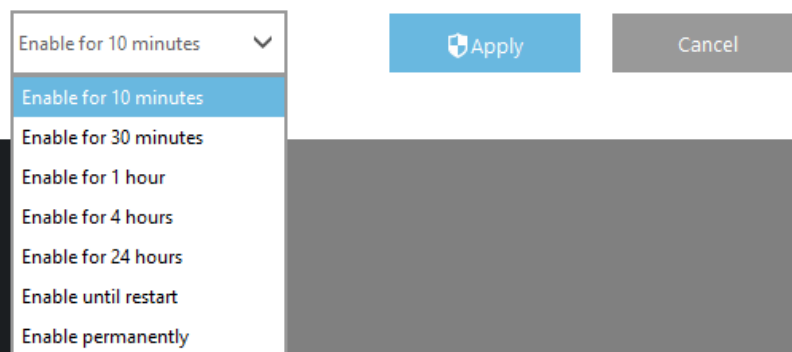 Enable for 10 minutes
Apply
Cancel
Enable for 10 minutes
Enable for 30 minutes
Enable for 1 hour
Enable for 4 hours
Enable for 24 hours
Enable until restart
Enable permanently